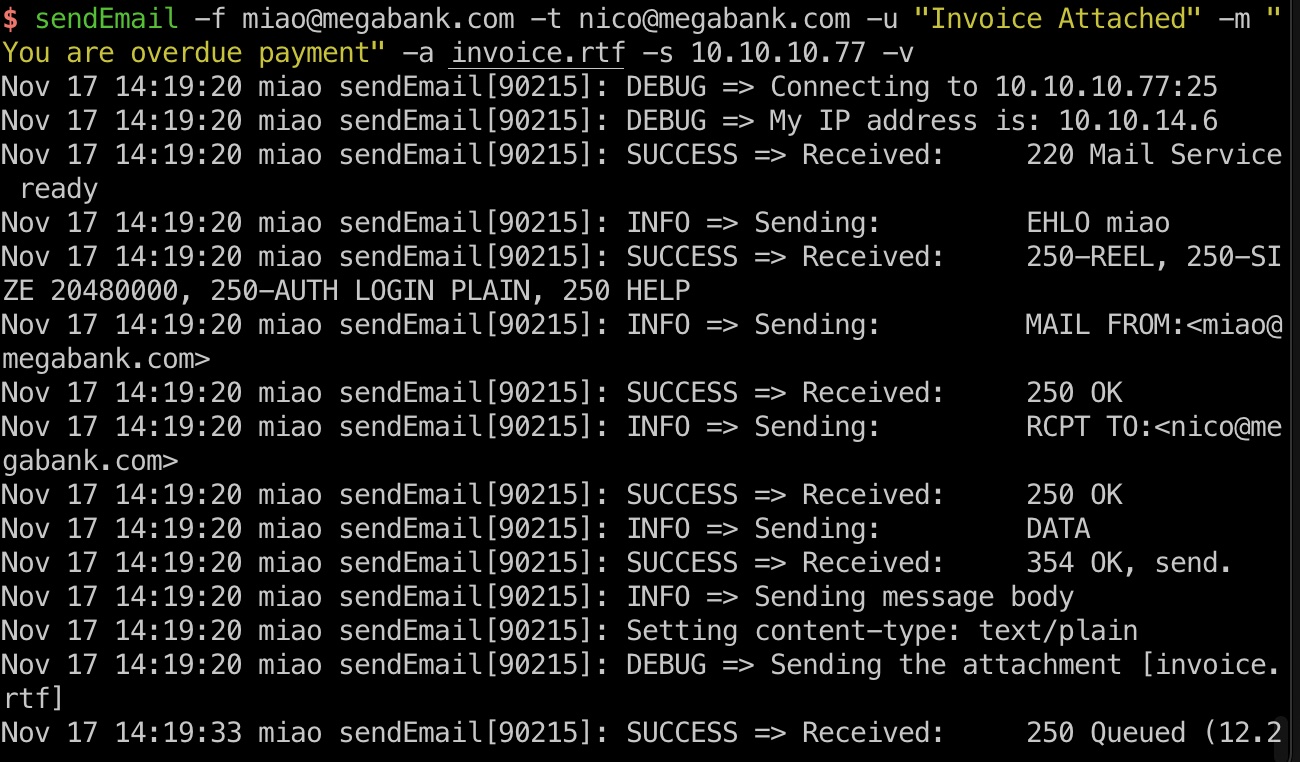 $ sendEmail -f miao@megabank.com -t nico@megabank.com -u "Invoice Attached" -m "
You are overdue payment" -a invoice.rtf -s 10.10.10.77 -v
Nov 17 14:19:20 miao sendEmail[90215]: DEBUG => Connecting to 10.10.10.77:25
Nov 17 14:19:20 miao sendEmail[90215]: DEBUG => My IP address is: 10.10.14.6
Nov 17 14:19:20 miao sendEmail[90215]: SUCCESS => Received:     220 Mail Service
 ready
Nov 17 14:19:20 miao sendEmail[90215]: INFO => Sending:         EHLO miao
Nov 17 14:19:20 miao sendEmail[90215]: SUCCESS => Received:     250-REEL, 250-SI
ZE 20480000, 250-AUTH LOGIN PLAIN, 250 HELP
Nov 17 14:19:20 miao sendEmail[90215]: INFO => Sending:         MAIL FROM:<miao@
megabank.com>
Nov 17 14:19:20 miao sendEmail[90215]: SUCCESS => Received:     250 OK
Nov 17 14:19:20 miao sendEmail[90215]: INFO => Sending:         RCPT TO:<nico@me
gabank.com>
Nov 17 14:19:20 miao sendEmail[90215]: SUCCESS => Received:     250 OK
Nov 17 14:19:20 miao sendEmail[90215]: INFO => Sending:         DATA
Nov 17 14:19:20 miao sendEmail[90215]: SUCCESS => Received:     354 OK, send.
Nov 17 14:19:20 miao sendEmail[90215]: INFO => Sending message body
Nov 17 14:19:20 miao sendEmail[90215]: Setting content-type: text/plain
Nov 17 14:19:20 miao sendEmail[90215]: DEBUG => Sending the attachment [invoice.
rtf]
Nov 17 14:19:33 miao sendEmail[90215]: SUCCESS => Received:     250 Queued (12.2